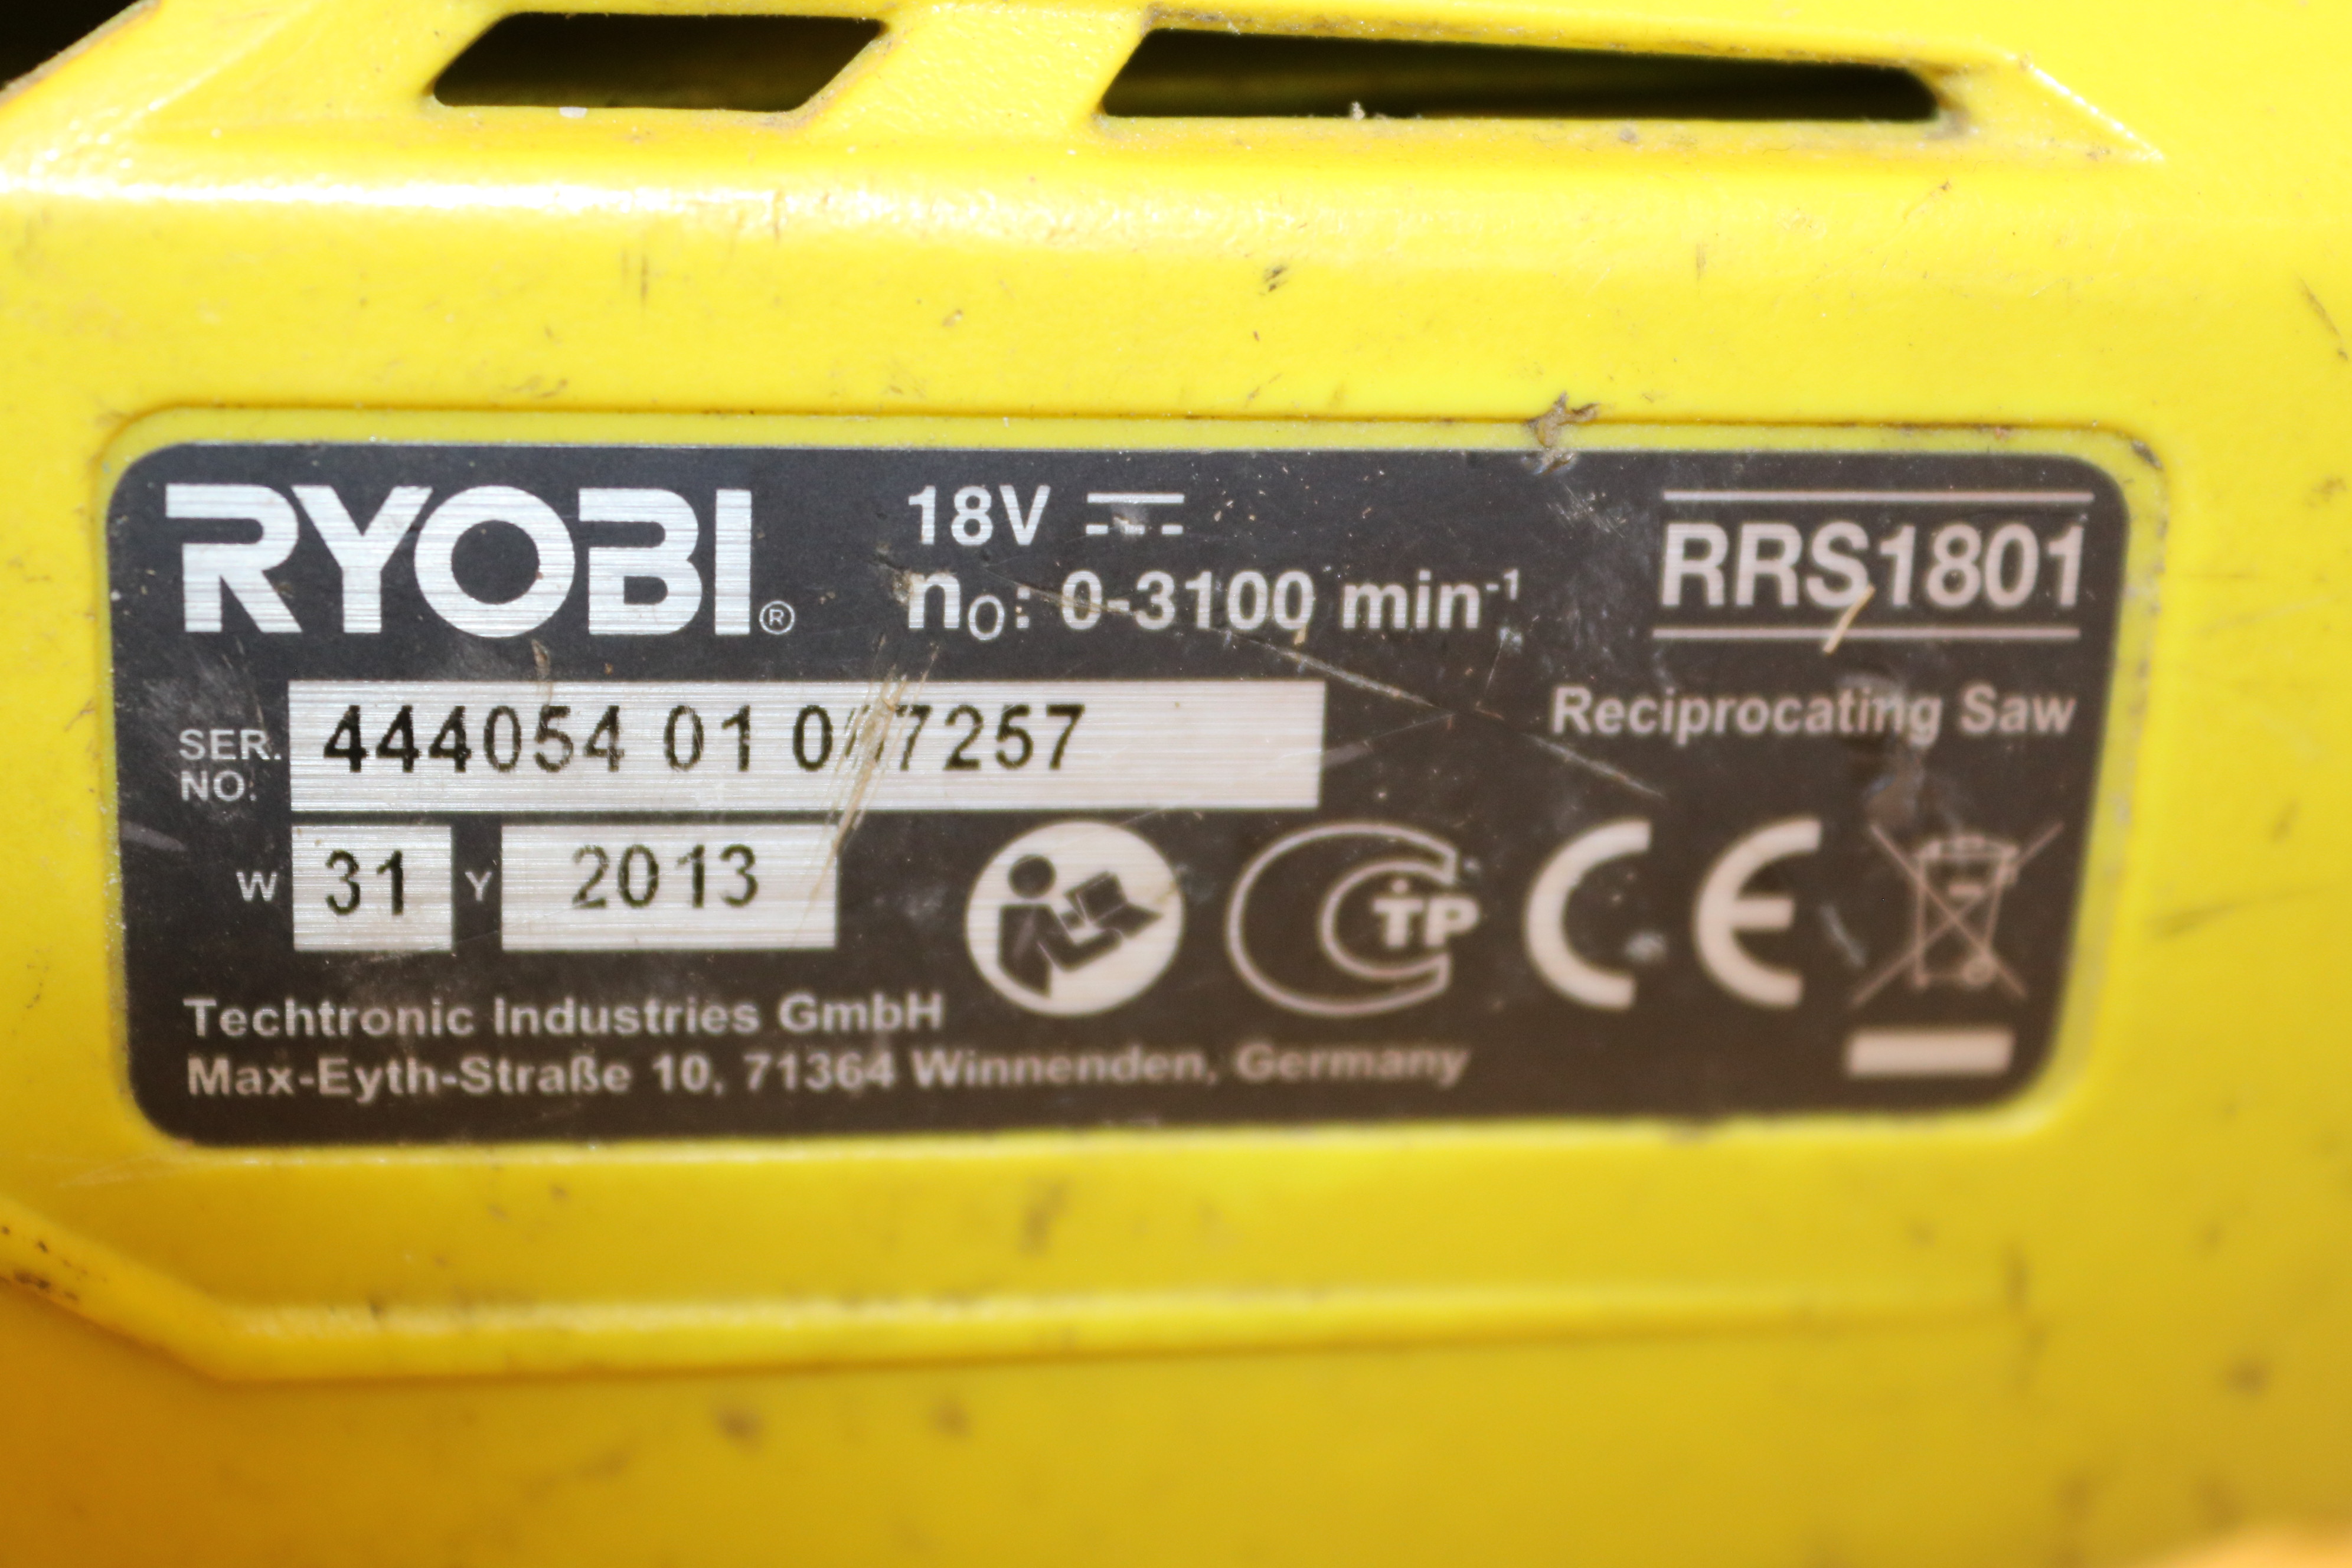 RYOBI®
18V
n₀: 0-3100 min⁻¹
RRS1801
Reciprocating Saw
SER. NO: 444054 01
W 31 Y 2013
TP
CE
Techtronic Industries GmbH
Max-Eyth-Straße 10, 71364 Winnenden, Germany